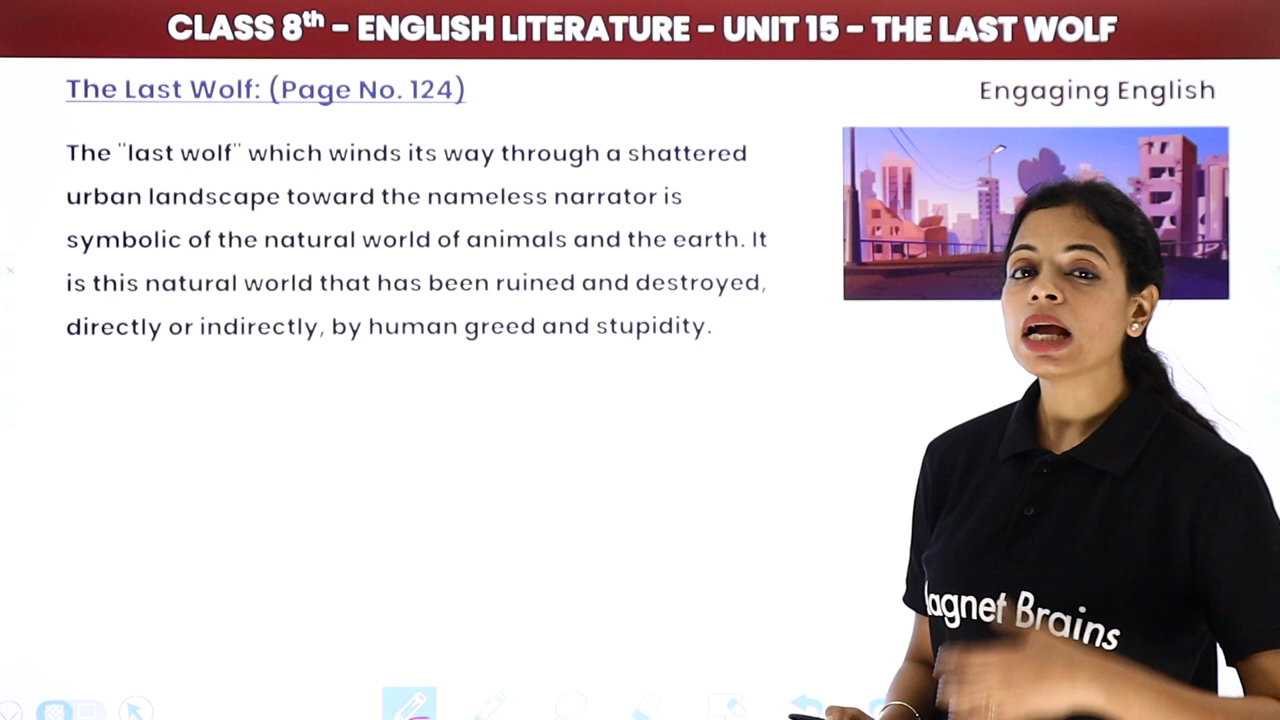 CLASS 8th – ENGLISH LITERATURE – UNIT 15 – THE LAST WOLF
The Last Wolf: (Page No. 124)
Engaging English
The "last wolf" which winds its way through a shattered
urban landscape toward the nameless narrator is
symbolic of the natural world of animals and the earth. It
is this natural world that has been ruined and destroyed,
directly or indirectly, by human greed and stupidity.
agnet Brains